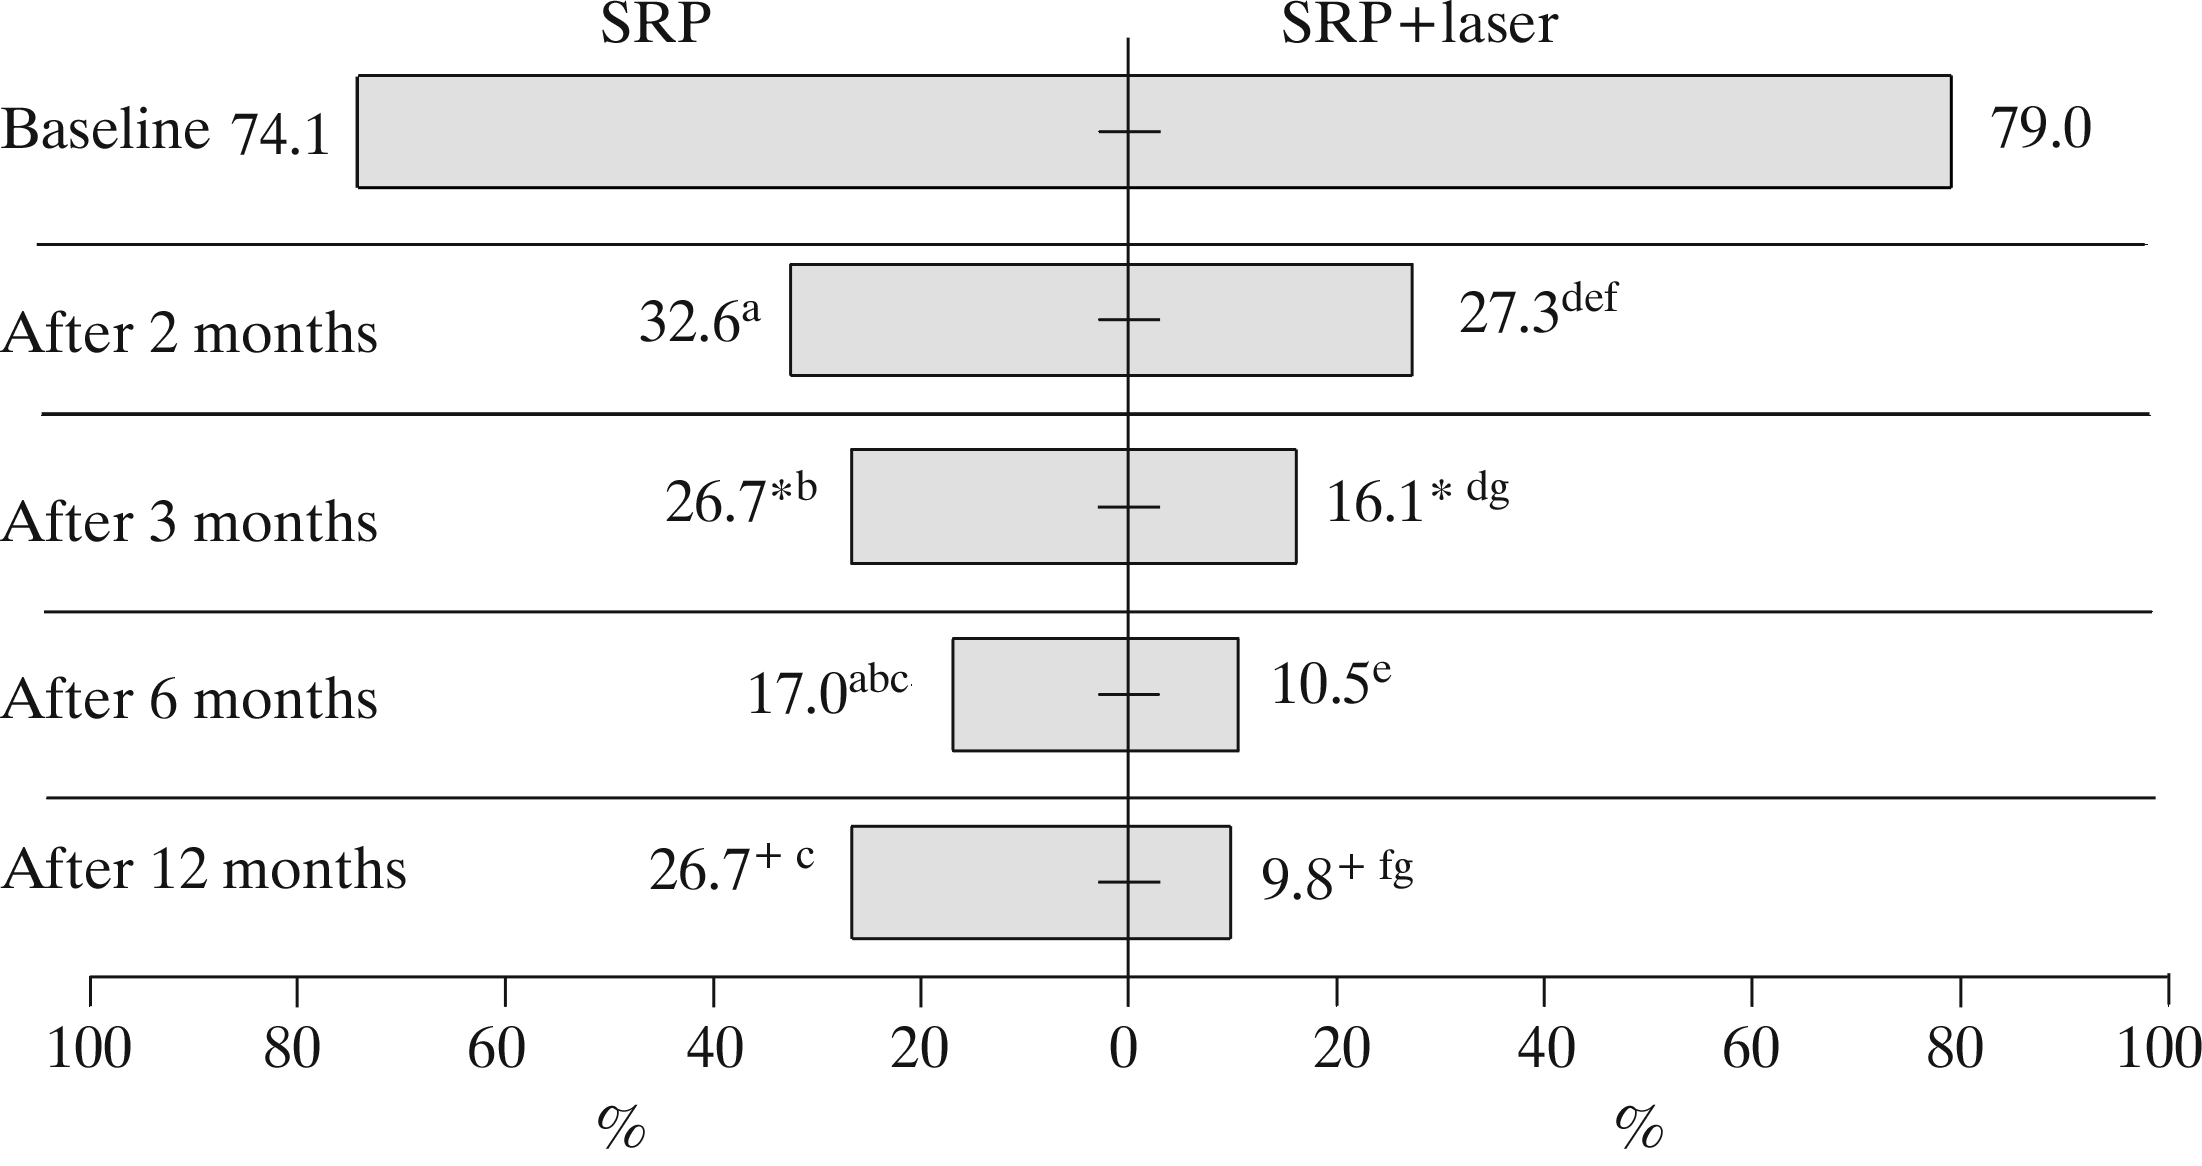 SRP SRP+laser
Baseline 74.1 79.0
After 2 months 32.6ᵃ 27.3ᵈᵉᶠ
After 3 months 26.7*ᵇ 16.1* ᵈᵍ
After 6 months 17.0ᵃᵇᶜ 10.5ᵉ
After 12 months 26.7⁺ ᶜ 9.8⁺ ᶠᵍ
100 80 60 40 20 0 20 40 60 80 100
% %